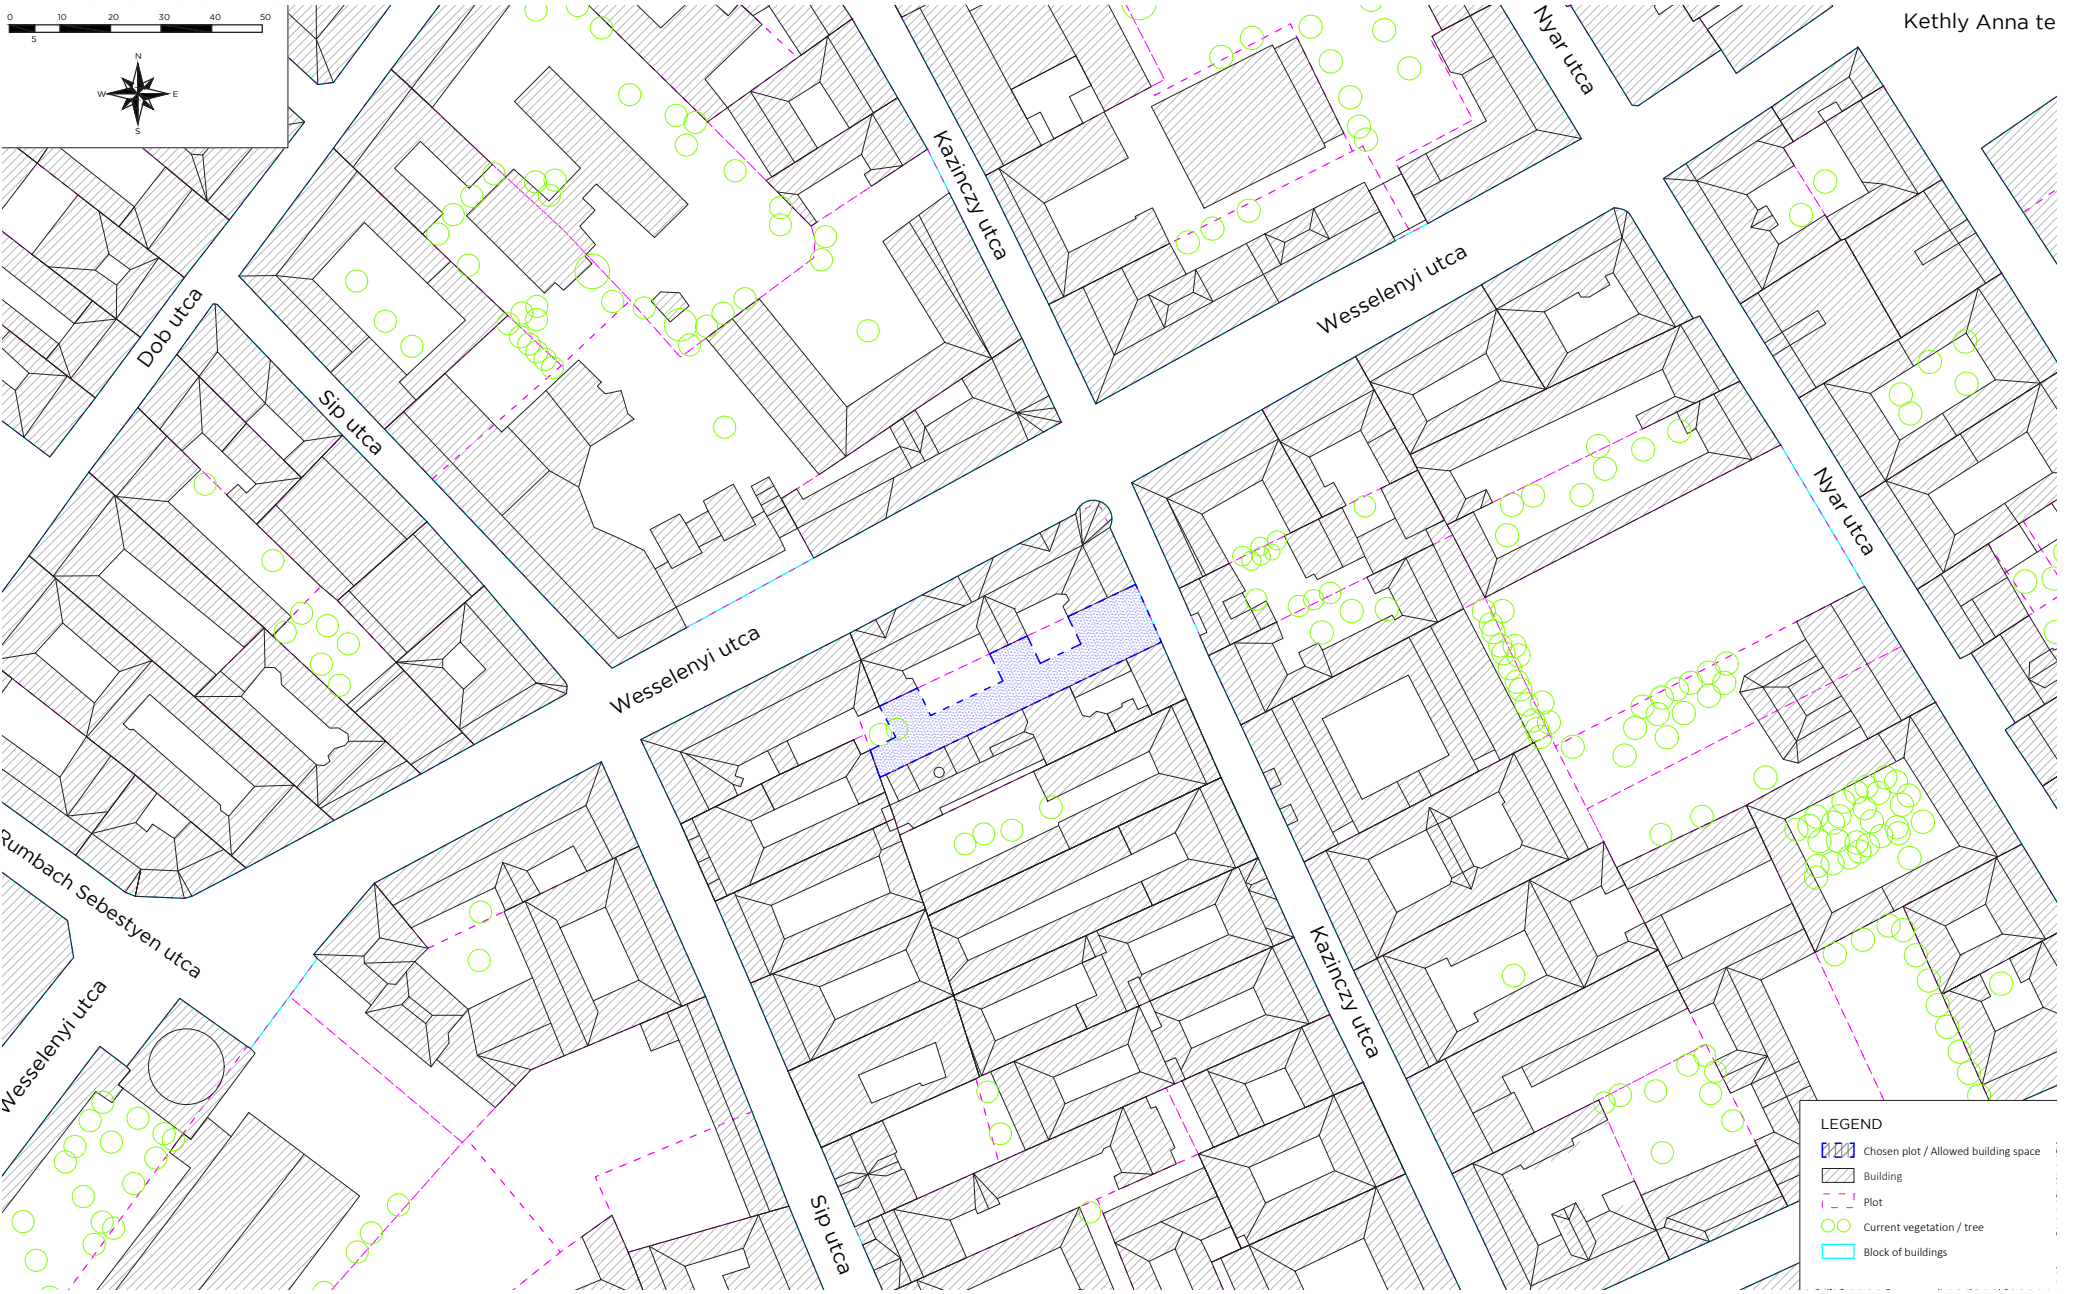 0 10 20 30 40 50
5
N
W E
S
Kethly Anna te
Nyar utca
Kazinczy utca
Wesselenyi utca
Dob utca
Sip utca
Nyar utca
Wesselenyi utca
Rumbach Sebestyen utca
Wesselenyi utca
Kazinczy utca
Sip utca
LEGEND
Chosen plot / Allowed building space
Building
Plot
Current vegetation / tree
Block of buildings